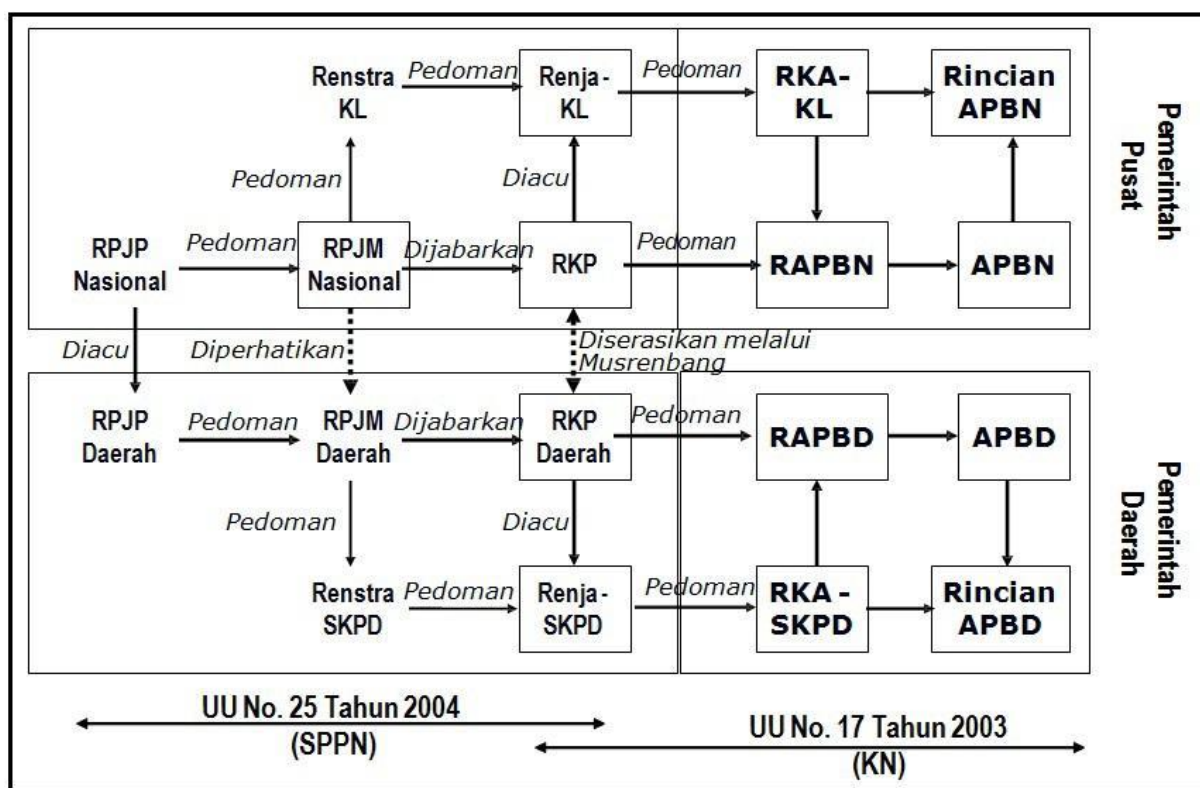 Renstra
KL
Pedoman
Renja-
KL
Pedoman
RKA-
KL
Rincian
APBN
Pemerintah
Pusat
Pedoman
Diacu
RPJP
Nasional
Pedoman
RPJM
Nasional
Dijabarkan
RKP
Pedoman
RAPBN
APBN
Diacu
Diperhatikan
Diserasikan melalui
Musrenbang
RPJP
Daerah
Pedoman
RPJM
Daerah
Dijabarkan
RKP
Daerah
Pedoman
RAPBD
APBD
Pemerintah
Daerah
Pedoman
Diacu
Renstra
SKPD
Pedoman
Renja-
SKPD
Pedoman
RKA -
SKPD
Rincian
APBD
UU No. 25 Tahun 2004
(SPPN)
UU No. 17 Tahun 2003
(KN)